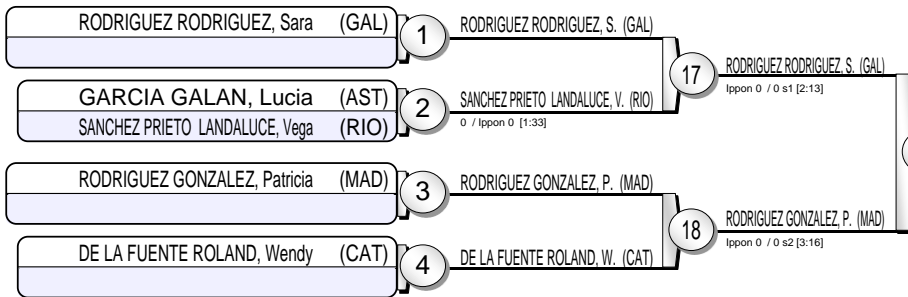 RODRIGUEZ RODRIGUEZ, Sara (GAL)
1
RODRIGUEZ RODRIGUEZ, S. (GAL)
17
RODRIGUEZ RODRIGUEZ, S. (GAL)
Ippon 0 / 0 s1 [2:13]
GARCIA GALAN, Lucia (AST)
SANCHEZ PRIETO LANDALUCE, Vega (RIO)
2
SANCHEZ PRIETO LANDALUCE, V. (RIO)
0 / Ippon 0 [1:33]
RODRIGUEZ GONZALEZ, Patricia (MAD)
3
RODRIGUEZ GONZALEZ, P. (MAD)
18
RODRIGUEZ GONZALEZ, P. (MAD)
Ippon 0 / 0 s2 [3:16]
DE LA FUENTE ROLAND, Wendy (CAT)
4
DE LA FUENTE ROLAND, W. (CAT)